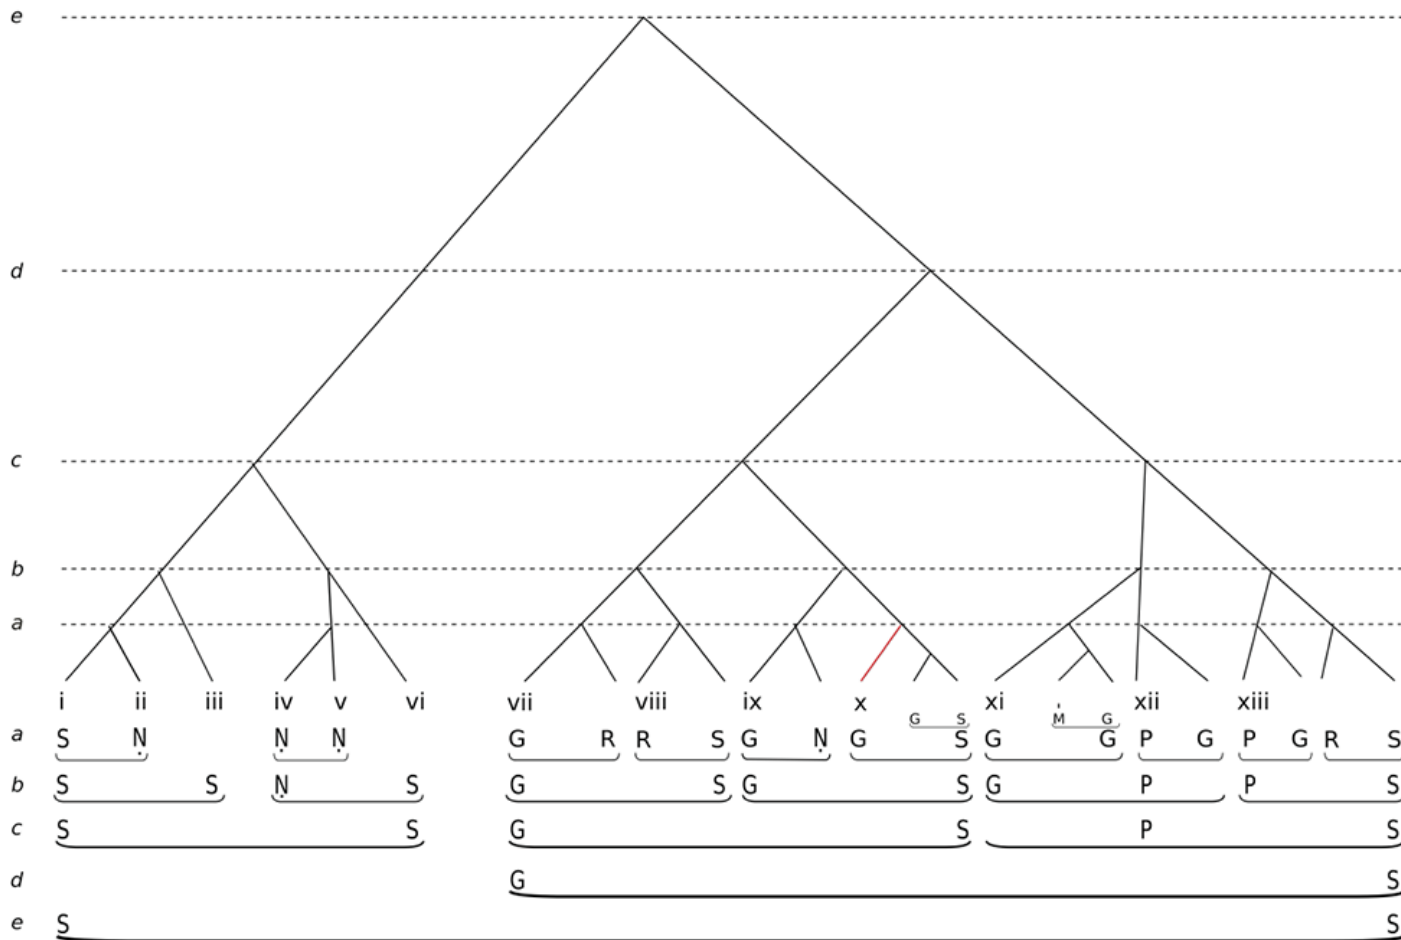 e
d
c
b
a
i ii iii iv v vi vii viii ix x xi ' xii xiii
G S M G
a S Ṇ Ṇ Ṇ G R R S G Ṇ G S G G P G P G R S
b S S Ṇ S G S G S G P P S
c S S G S P S
d G S
e S S